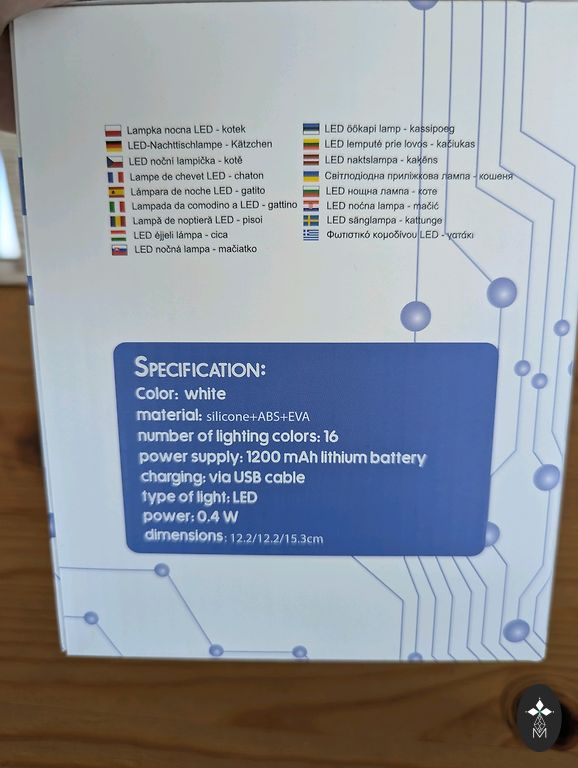 Lampka nocna LED - kotek
LED-Nachttischlampe - Kätzchen
LED noční lampička - kotě
Lampe de chevet LED - chaton
Lámpara de noche LED - gatito
Lampada da comodino a LED - gattino
Lampă de noptieră LED - pisoi
LED éjjeli lámpa - cica
LED nočná lampa - mačiatko
LED öökapi lamp - kassipoeg
LED lemputė prie lovos - kačiukas
LED naktslampa - kaķēns
Світлодіодна приліжкова лампа - кошеня
LED нощна лампа - коте
LED noćna lampa - mačić
LED sänglampa - kattunge
Φωτιστικό κομοδίνου LED - γατάκι
SPECIFICATION:
Color: white
material: silicone+ABS+EVA
number of lighting colors: 16
power supply: 1200 mAh lithium battery
charging: via USB cable
type of light: LED
power: 0.4 W
dimensions: 12.2/12.2/15.3cm
M